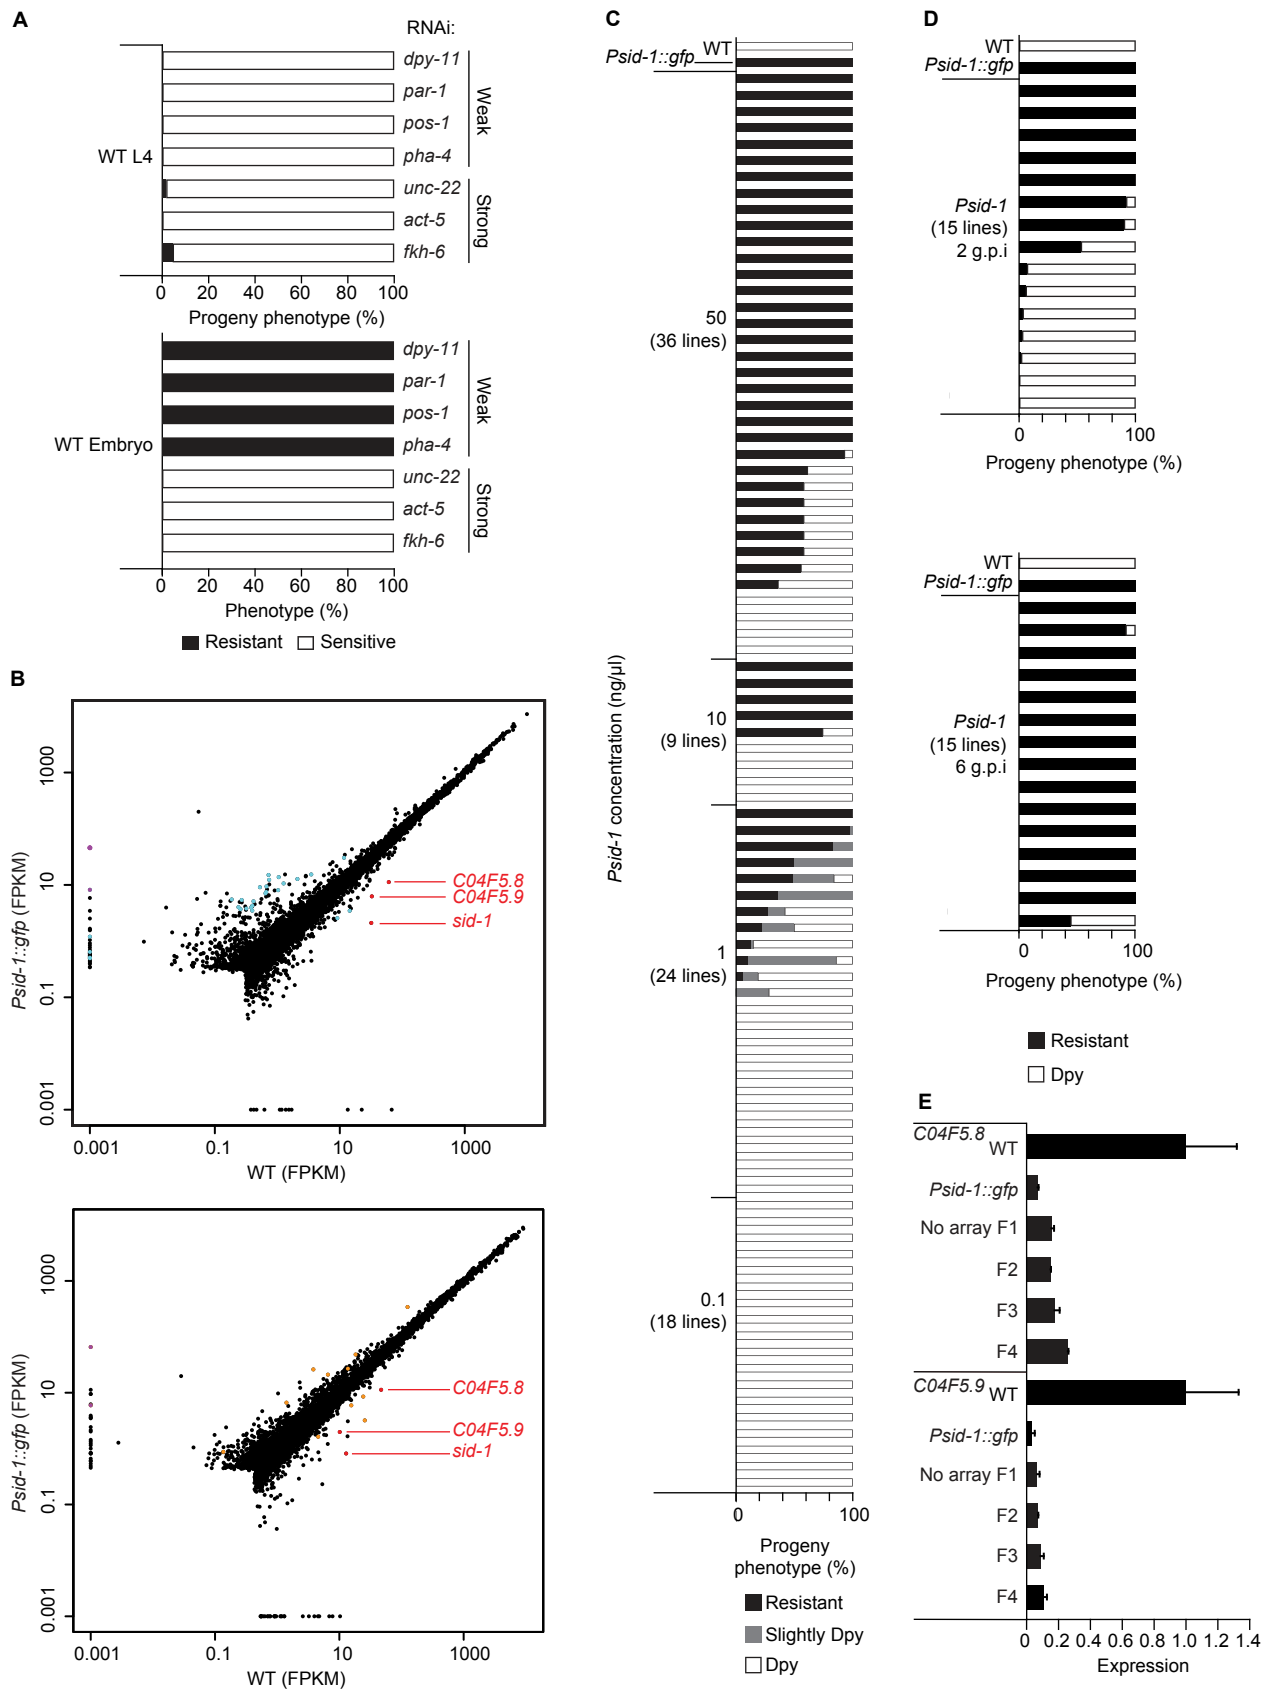 A
RNAi:
dpy-11
par-1
pos-1
pha-4
unc-22
act-5
fkh-6
Weak
Strong
WT L4
0 20 40 60 80 100
Progeny phenotype (%)
dpy-11
par-1
pos-1
pha-4
unc-22
act-5
fkh-6
Weak
Strong
WT Embryo
0 20 40 60 80 100
Phenotype (%)
Resistant Sensitive
B
Psid-1::gfp (FPKM)
1000
10
0.1
0.001
C04F5.8
C04F5.9
sid-1
0.001 0.1 10 1000
WT (FPKM)
Psid-1::gfp (FPKM)
1000
10
0.1
0.001
C04F5.8
C04F5.9
sid-1
0.001 0.1 10 1000
WT (FPKM)
C
WT
Psid-1::gfp
Psid-1 concentration (ng/µl)
50
(36 lines)
10
(9 lines)
1
(24 lines)
0.1
(18 lines)
0 100
Progeny
phenotype (%)
Resistant
Slightly Dpy
Dpy
D
WT
Psid-1::gfp
Psid-1
(15 lines)
2 g.p.i
0 100
Progeny phenotype (%)
WT
Psid-1::gfp
Psid-1
(15 lines)
6 g.p.i
0 100
Progeny phenotype (%)
Resistant
Dpy
E
C04F5.8 WT
Psid-1::gfp
No array F1
F2
F3
F4
C04F5.9 WT
Psid-1::gfp
No array F1
F2
F3
F4
0 0.2 0.4 0.6 0.8 1.0 1.2 1.4
Expression